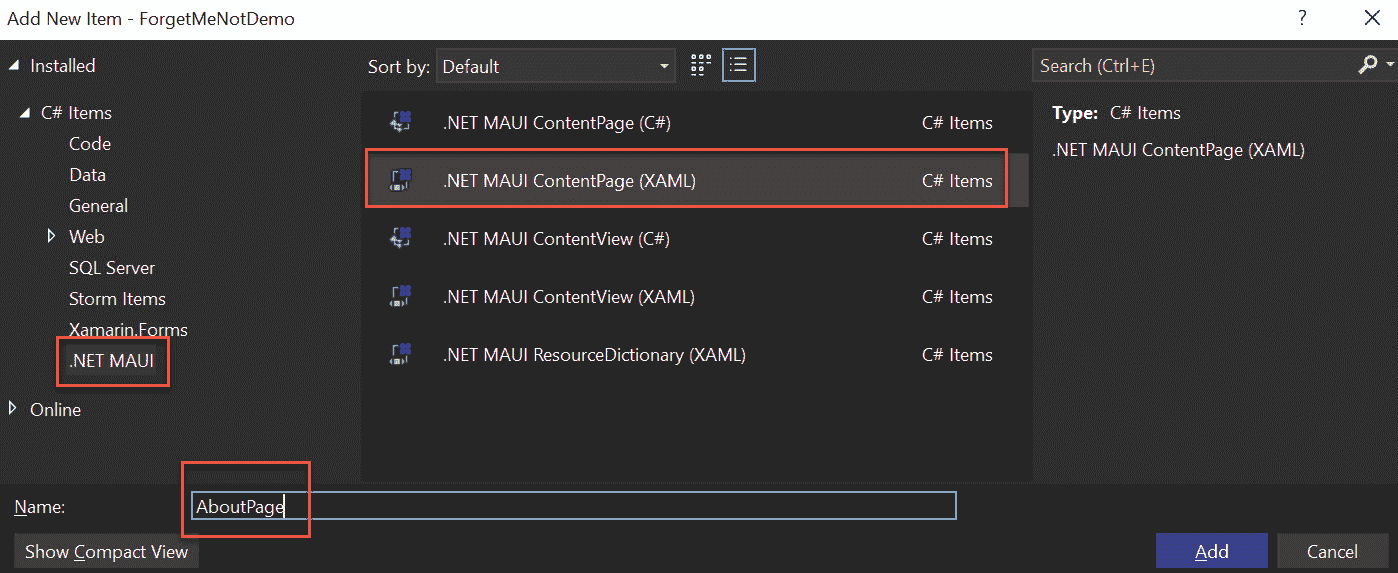 Add New Item - ForgetMeNotDemo
?
Installed
Sort by: Default
Search (Ctrl+E)
C# Items
Code
Data
General
Web
SQL Server
Storm Items
Xamarin.Forms
.NET MAUI
Online
.NET MAUI ContentPage (C#) C# Items
.NET MAUI ContentPage (XAML) C# Items
.NET MAUI ContentView (C#) C# Items
.NET MAUI ContentView (XAML) C# Items
.NET MAUI ResourceDictionary (XAML) C# Items
Type: C# Items
.NET MAUI ContentPage (XAML)
Name: AboutPage
Show Compact View
Add
Cancel